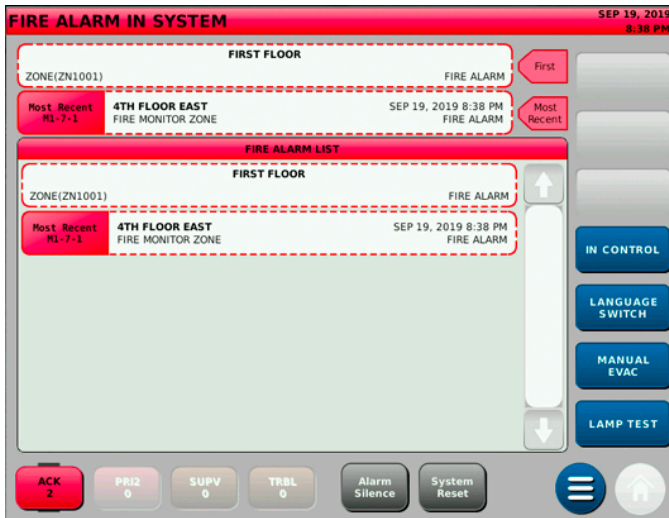 FIRE ALARM IN SYSTEM
SEP 19, 2019
8:38 PM
FIRST FLOOR
ZONE(ZN1001) FIRE ALARM
First
Most Recent 4TH FLOOR EAST SEP 19, 2019 8:38 PM
M1-7-1 FIRE MONITOR ZONE FIRE ALARM
Most
Recent
FIRE ALARM LIST
FIRST FLOOR
ZONE(ZN1001) FIRE ALARM
Most Recent 4TH FLOOR EAST SEP 19, 2019 8:38 PM
M1-7-1 FIRE MONITOR ZONE FIRE ALARM
IN CONTROL
LANGUAGE
SWITCH
MANUAL
EVAC
LAMP TEST
ACK
2
PRI2
0
SUPV
0
TRBL
0
Alarm
Silence
System
Reset